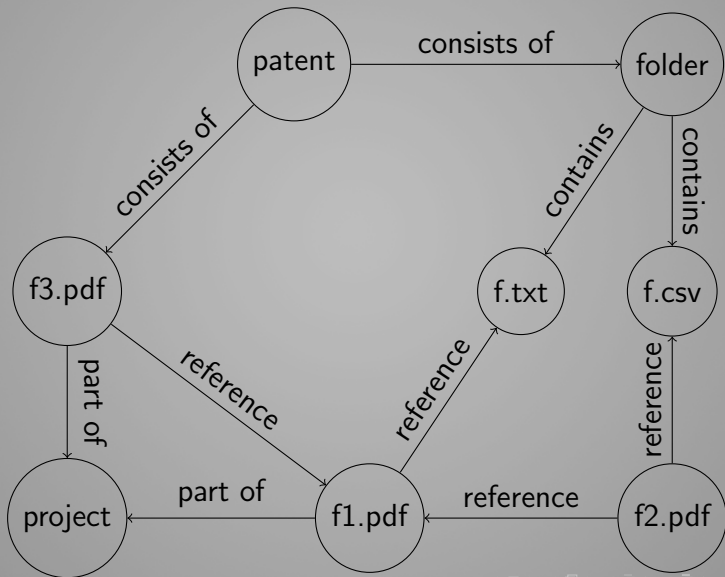 consists of
patent
folder
consists of
contains
contains
f3.pdf
f.txt
f.csv
part of
reference
reference
reference
part of
reference
project
f1.pdf
f2.pdf